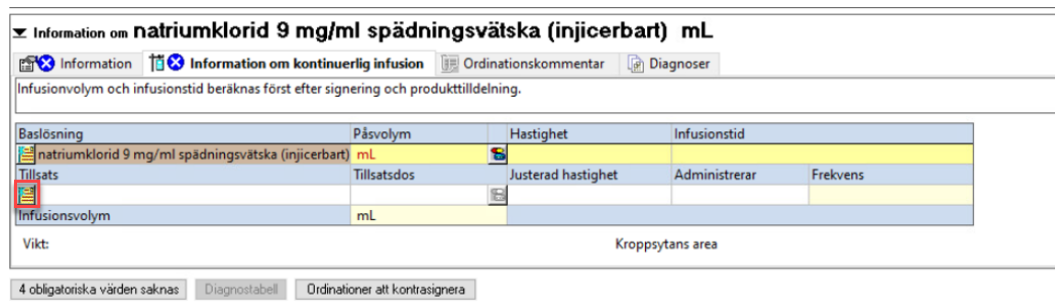 Information om natriumklorid 9 mg/ml spädningsvätska (injicerbart) mL
Information Information om kontinuerlig infusion Ordinationskommentar Diagnoser
Infusionvolym och infusionstid beräknas först efter signering och produkttilldelning.
Baslösning Påsvolym Hastighet Infusionstid
natriumklorid 9 mg/ml spädningsvätska (injicerbart) mL
Tillsats Tillsatsdos Justerad hastighet Administrerar Frekvens
Infusionsvolym mL
Vikt: Kroppsytans area
4 obligatoriska värden saknas Diagnostabell Ordinationer att kontrasignera